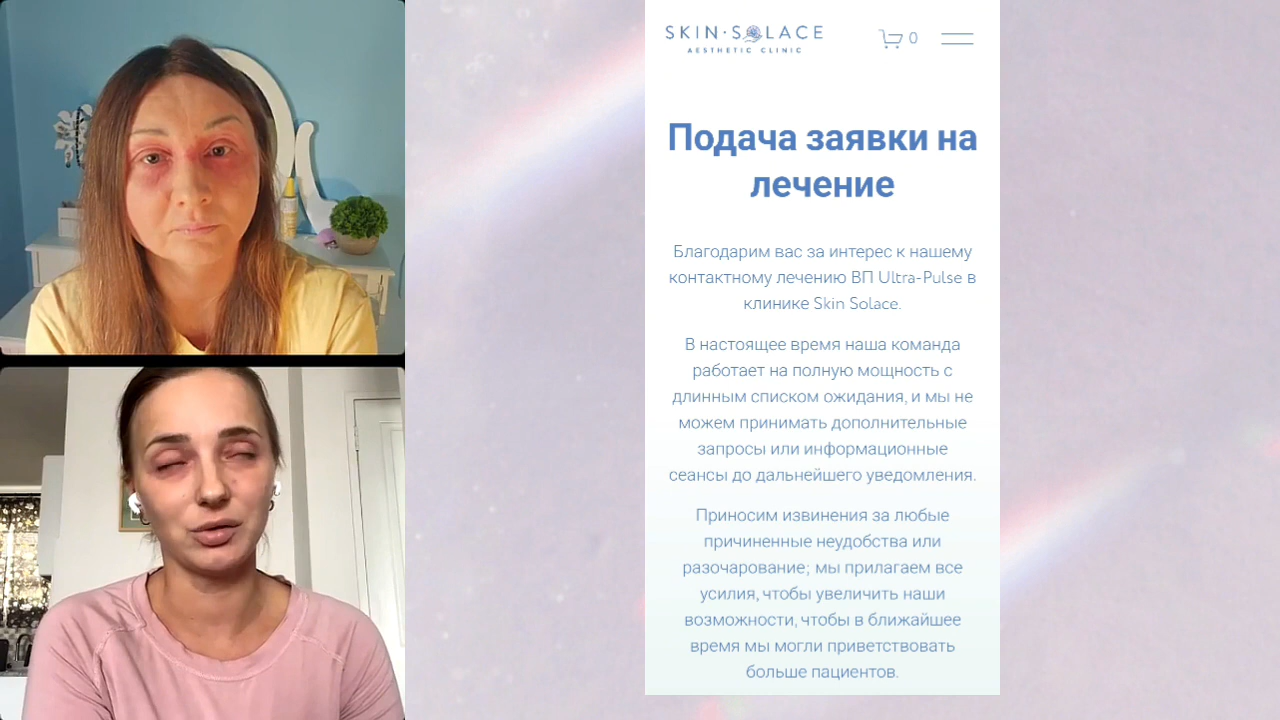 SKIN·SOLACE
AESTHETIC CLINIC
0
Подача заявки на
лечение
Благодарим вас за интерес к нашему
контактному лечению ВП Ultra-Pulse в
клинике Skin Solace.
В настоящее время наша команда
работает на полную мощность с
длинным списком ожидания, и мы не
можем принимать дополнительные
запросы или информационные
сеансы до дальнейшего уведомления.
Приносим извинения за любые
причиненные неудобства или
разочарование; мы прилагаем все
усилия, чтобы увеличить наши
возможности, чтобы в ближайшее
время мы могли приветствовать
больше пациентов.